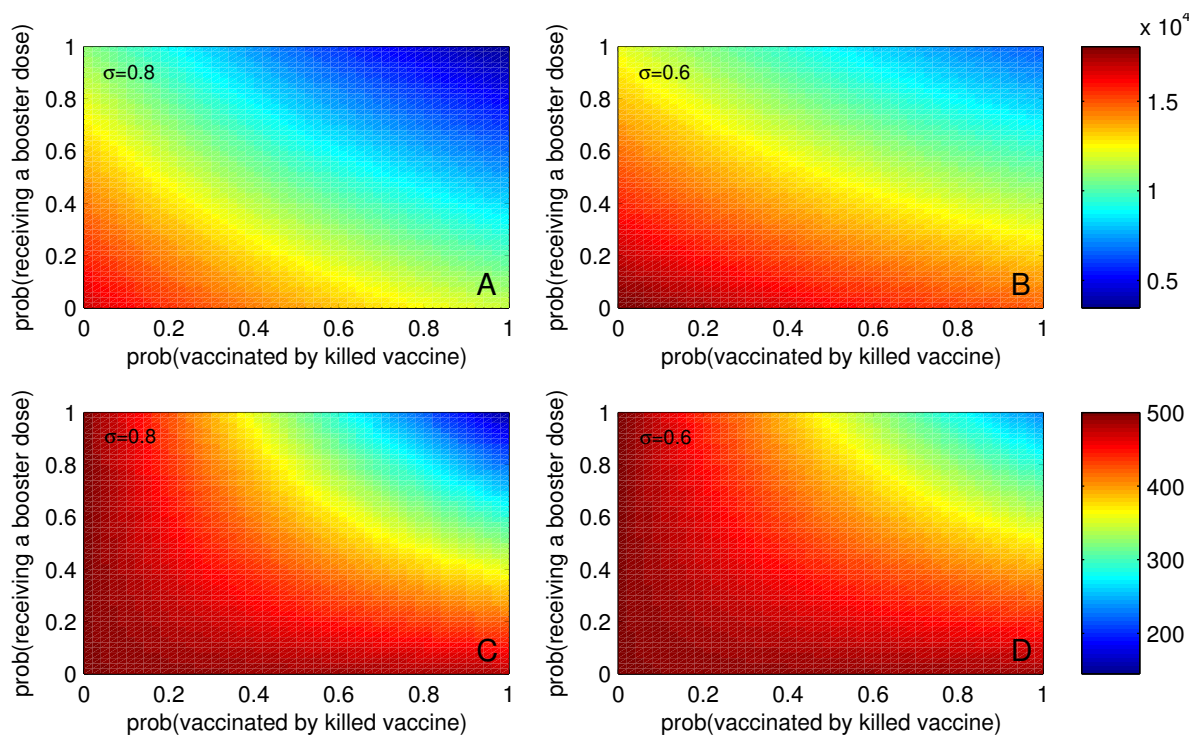 x 10⁴
prob(receiving a booster dose)
1
0.8
0.6
0.4
0.2
0
σ=0.8
A
0 0.2 0.4 0.6 0.8 1
prob(vaccinated by killed vaccine)
prob(receiving a booster dose)
1
0.8
0.6
0.4
0.2
0
σ=0.6
B
0 0.2 0.4 0.6 0.8 1
prob(vaccinated by killed vaccine)
1.5
1
0.5
prob(receiving a booster dose)
1
0.8
0.6
0.4
0.2
0
σ=0.8
C
0 0.2 0.4 0.6 0.8 1
prob(vaccinated by killed vaccine)
prob(receiving a booster dose)
1
0.8
0.6
0.4
0.2
0
σ=0.6
D
0 0.2 0.4 0.6 0.8 1
prob(vaccinated by killed vaccine)
500
400
300
200